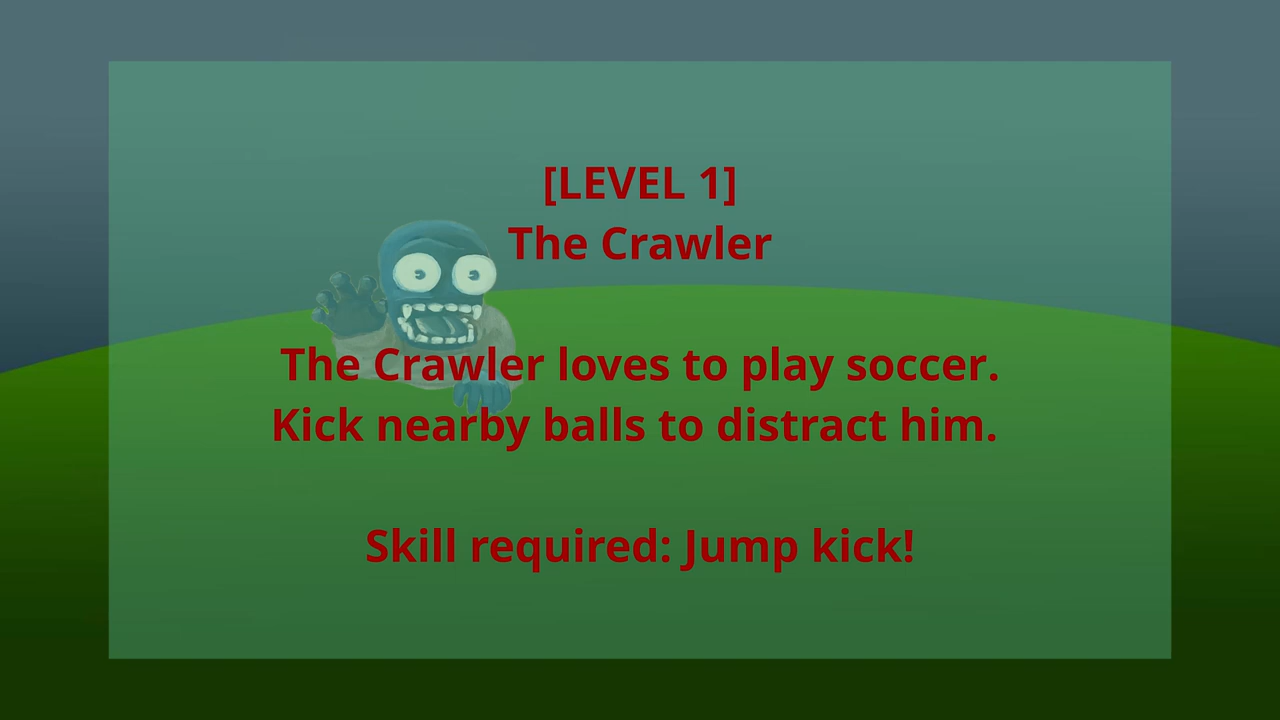 [LEVEL 1]
The Crawler
The Crawler loves to play soccer.
Kick nearby balls to distract him.
Skill required: Jump kick!